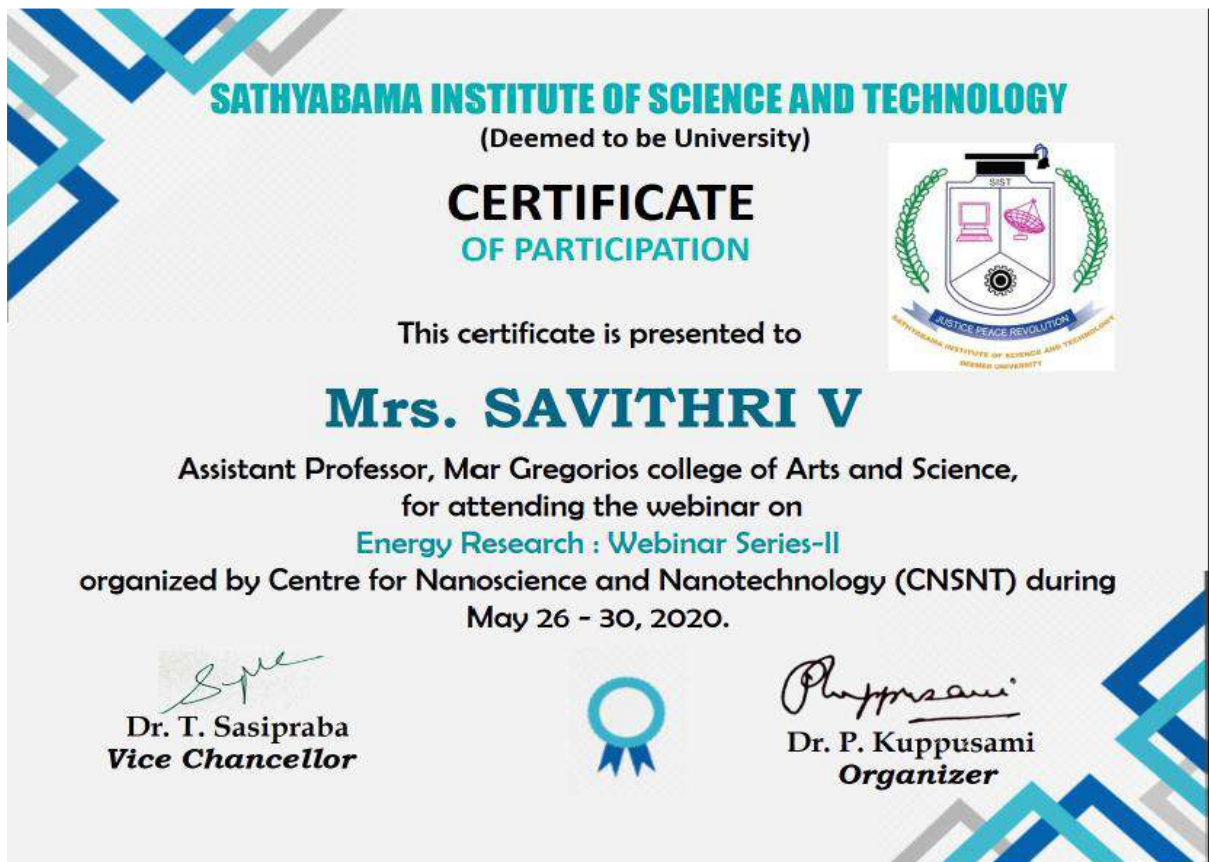 SATHYABAMA INSTITUTE OF SCIENCE AND TECHNOLOGY
(Deemed to be University)
CERTIFICATE
OF PARTICIPATION
SIST
JUSTICE PEACE REVOLUTION
SATHYABAMA INSTITUTE OF SCIENCE AND TECHNOLOGY
DEEMED UNIVERSITY
This certificate is presented to
Mrs. SAVITHRI V
Assistant Professor, Mar Gregorios college of Arts and Science,
for attending the webinar on
Energy Research : Webinar Series-II
organized by Centre for Nanoscience and Nanotechnology (CNSNT) during
May 26 - 30, 2020.
Dr. T. Sasipraba
Vice Chancellor
Pkuppusami
Dr. P. Kuppusami
Organizer